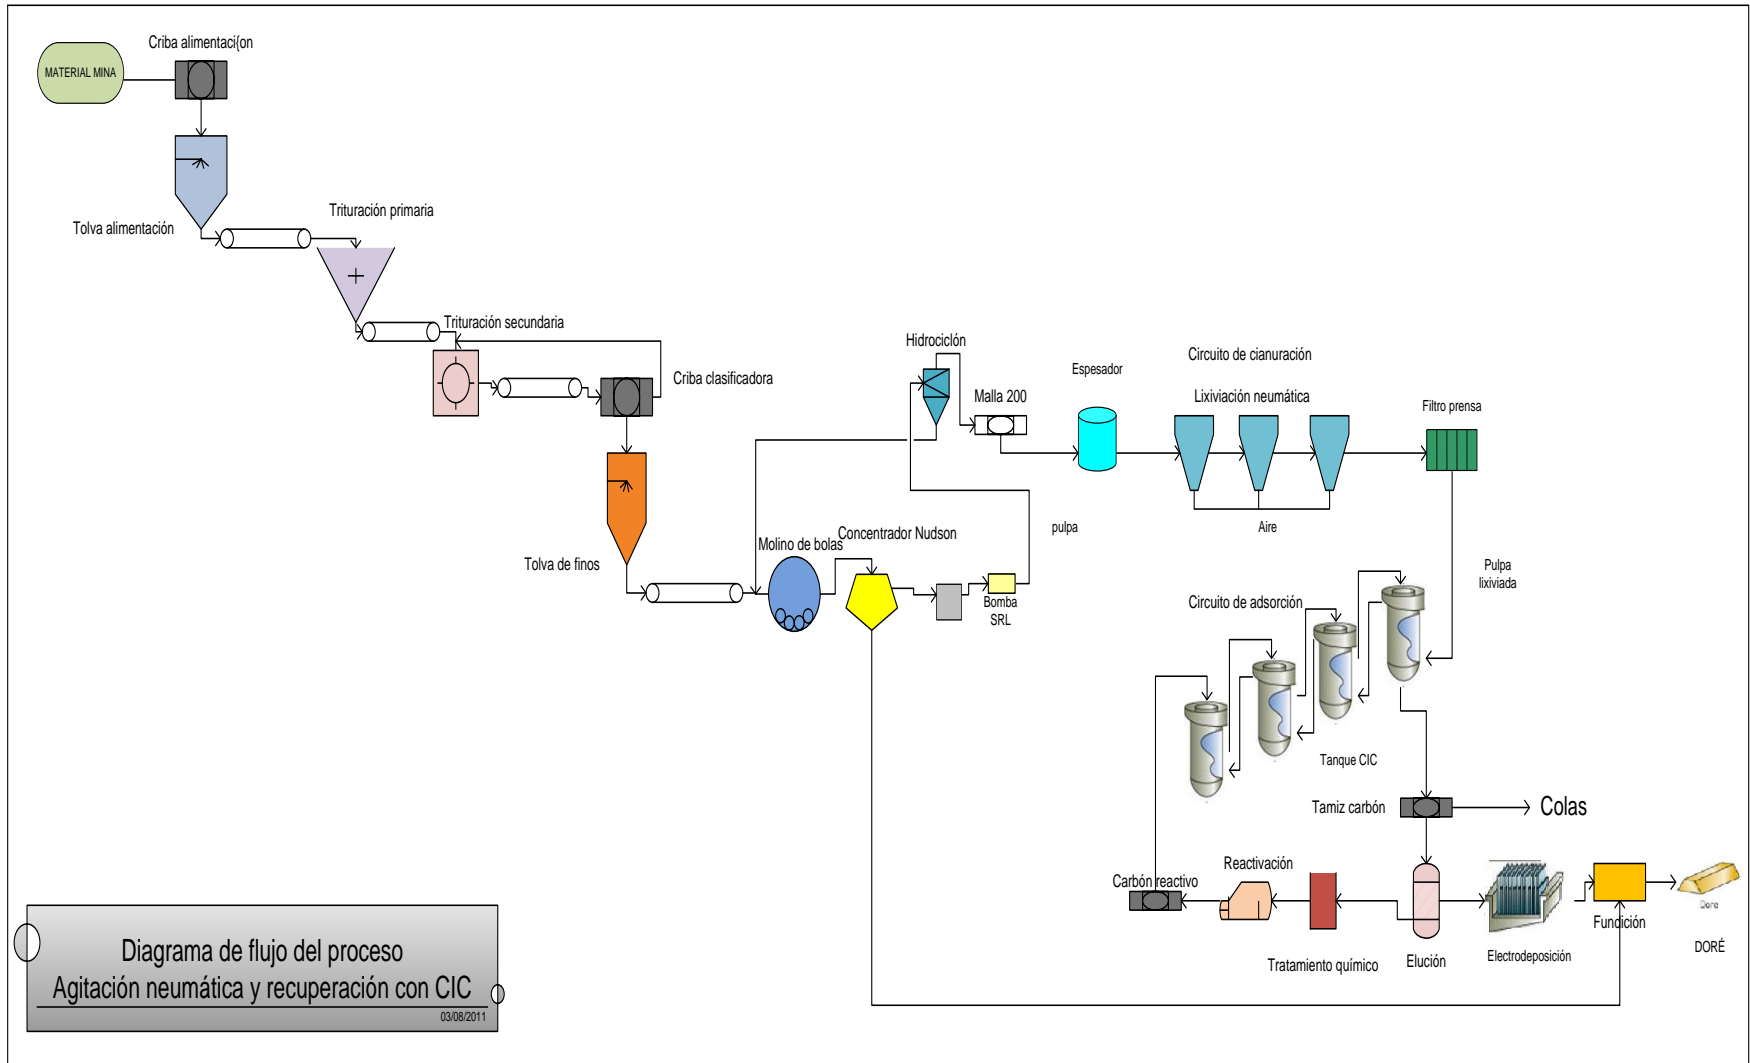 Criba alimentaci{on
MATERIAL MINA
Tolva alimentación
Trituración primaria
Trituración secundaria
Criba clasificadora
Hidrociclón
Malla 200
Espesador
Circuito de cianuración
Lixiviación neumática
Filtro prensa
Aire
pulpa
Tolva de finos
Molino de bolas
Concentrador Nudson
Bomba
SRL
Pulpa
lixiviada
Circuito de adsorción
Tanque CIC
Tamiz carbón
Colas
Carbón reactivo
Reactivación
Tratamiento químico
Elución
Electrodeposición
Fundición
Dore
DORÉ
Diagrama de flujo del proceso
Agitación neumática y recuperación con CIC
03/08/2011